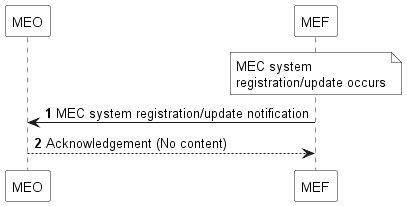 MEO
MEF
MEC system
registration/update occurs
1 MEC system registration/update notification
2 Acknowledgement (No content)
MEO
MEF